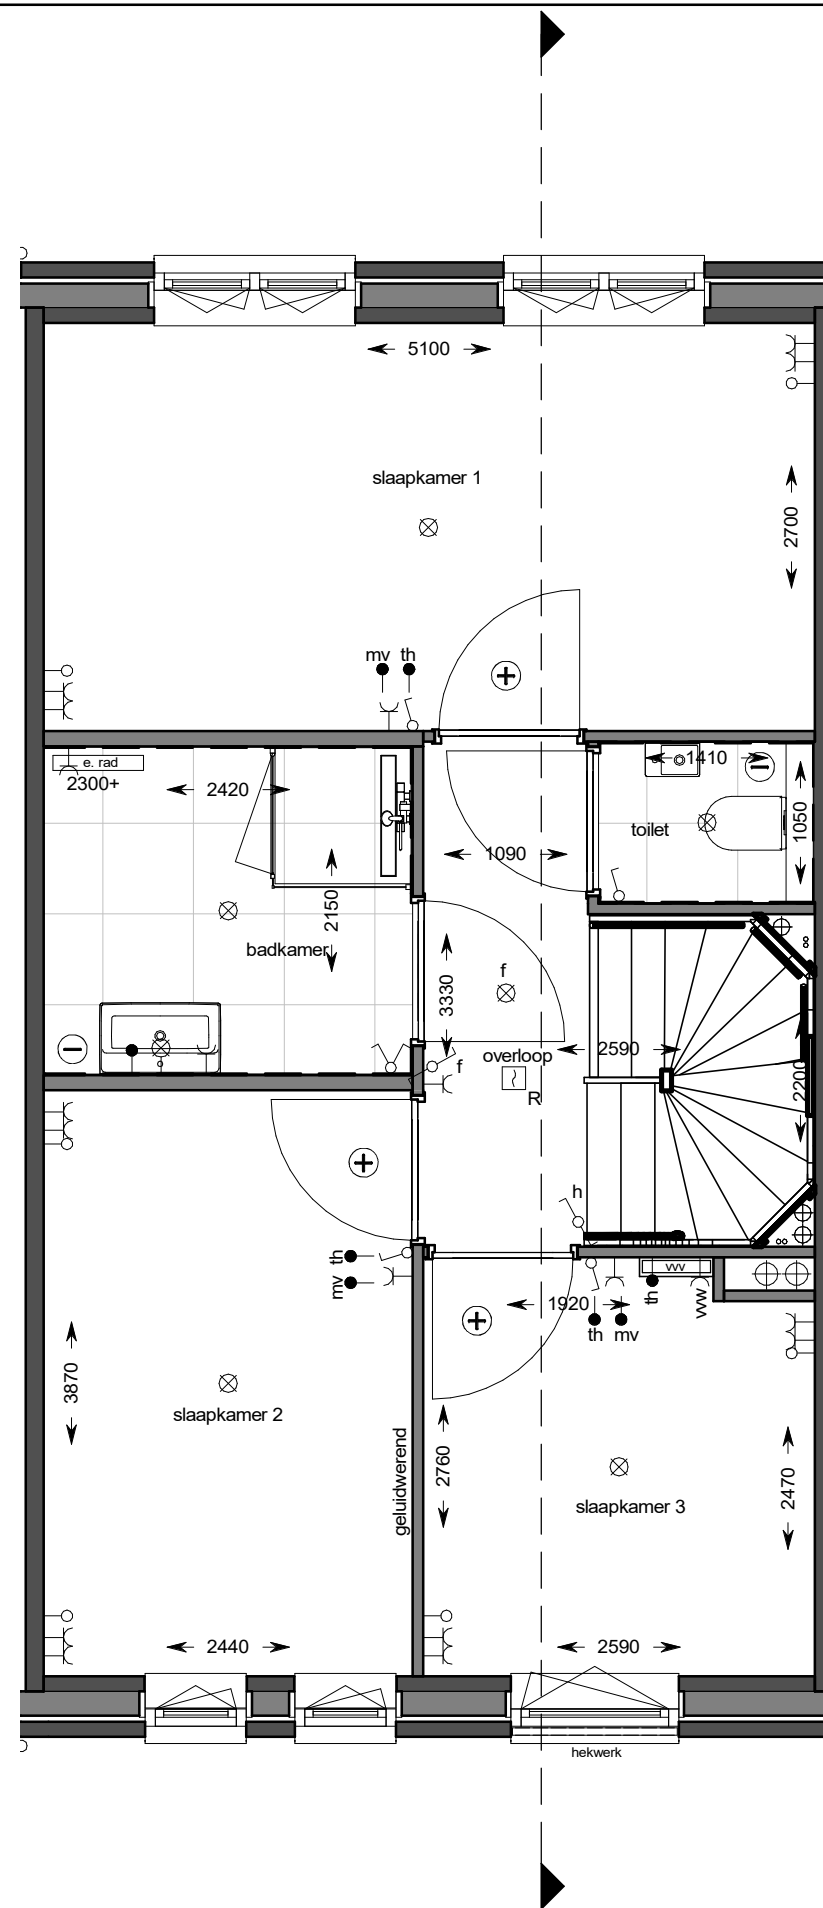 5100
slaapkamer 1
2700
mv th
e. rad
2300+
2420
1410
1050
toilet
1090
2150
badkamer
3330
f
overloop
2590
f
R
2200
h
th
mv
vvv
th
vvv
1920
th mv
3870
slaapkamer 2
geluidwerend
2760
2470
slaapkamer 3
2440
2590
hekwerk